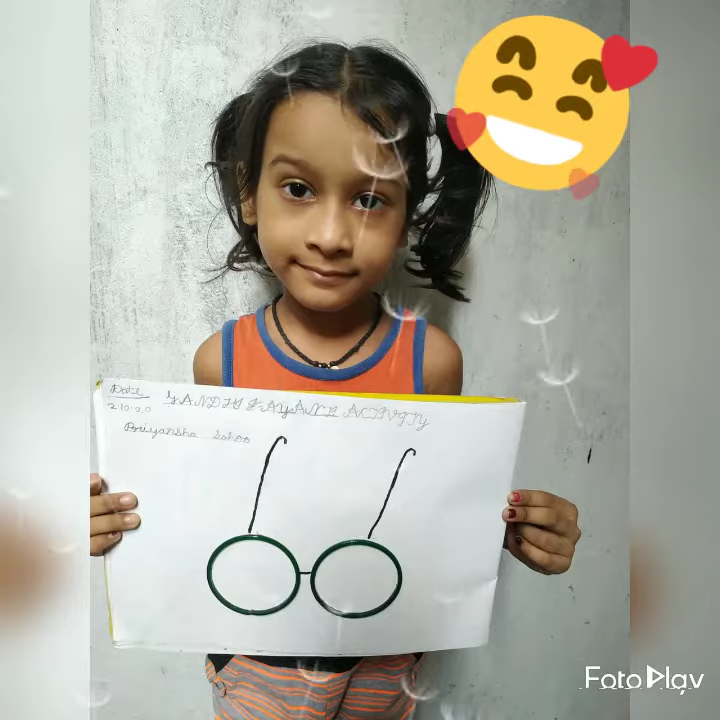 Date
2·10·20
GANDHI JAYANTI ACTIVITY
Priyansha Sahoo
FotoPlay